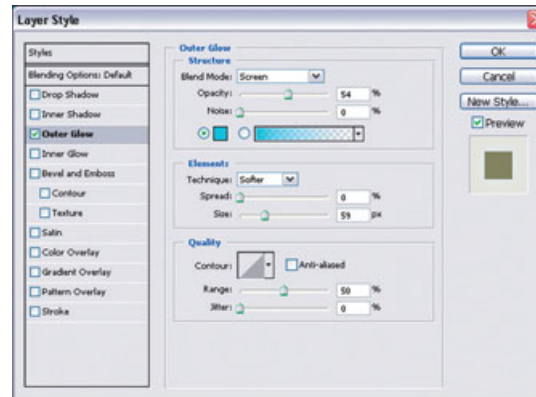 Layer Style
Styles
Blending Options: Default
Drop Shadow
Inner Shadow
Outer Glow
Inner Glow
Bevel and Emboss
Contour
Texture
Satin
Color Overlay
Gradient Overlay
Pattern Overlay
Stroke
Outer Glow
Structure
Blend Mode: Screen
Opacity: 54 %
Noise: 0 %
Elements
Technique: Softer
Spread: 0 %
Size: 59 px
Quality
Contour: Anti-aliased
Range: 50 %
Jitter: 0 %
OK
Cancel
New Style...
Preview